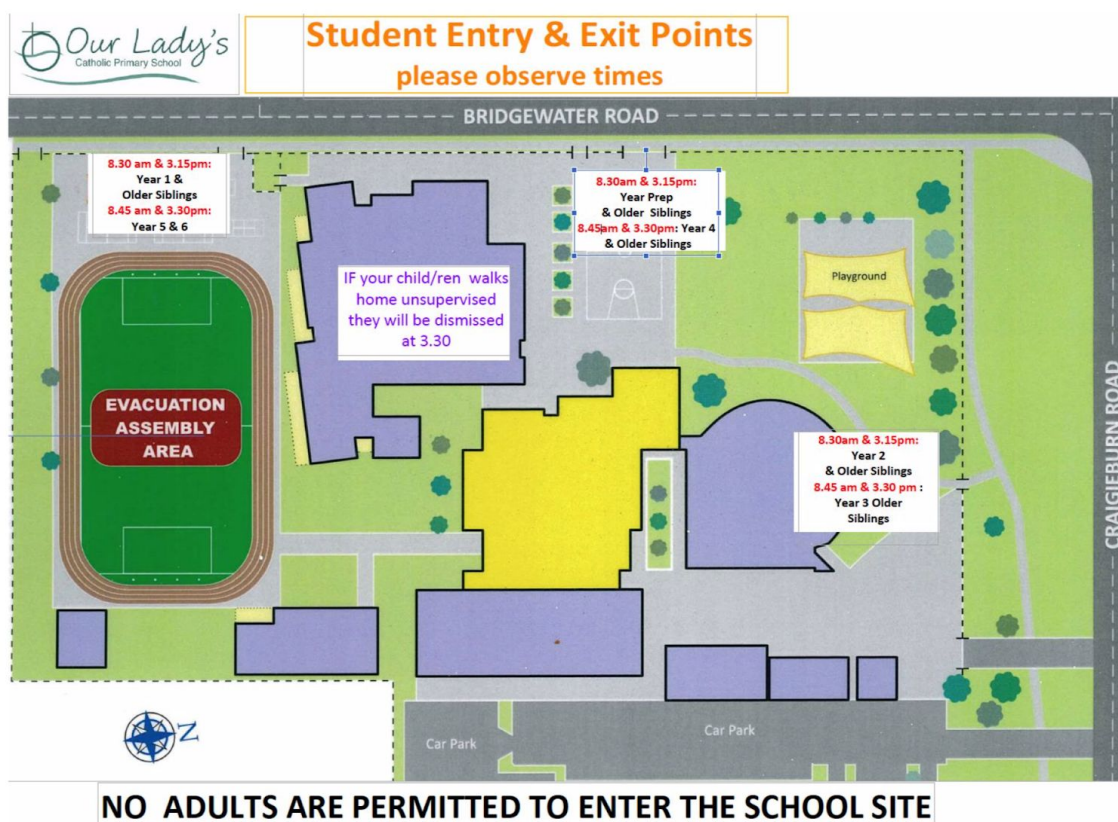 Our Lady's
Catholic Primary School
Student Entry & Exit Points
please observe times
BRIDGEWATER ROAD
8.30 am & 3.15pm:
Year 1 &
Older Siblings
8.45 am & 3.30pm:
Year 5 & 6
8.30am & 3.15pm:
Year Prep
& Older Siblings
8.45am & 3.30pm: Year 4
& Older Siblings
IF your child/ren walks
home unsupervised
they will be dismissed
at 3.30
Playground
EVACUATION
ASSEMBLY
AREA
8.30am & 3.15pm:
Year 2
& Older Siblings
8.45 am & 3.30 pm :
Year 3 Older
Siblings
CRAIGIEBURN ROAD
N
Car Park
Car Park
NO ADULTS ARE PERMITTED TO ENTER THE SCHOOL SITE